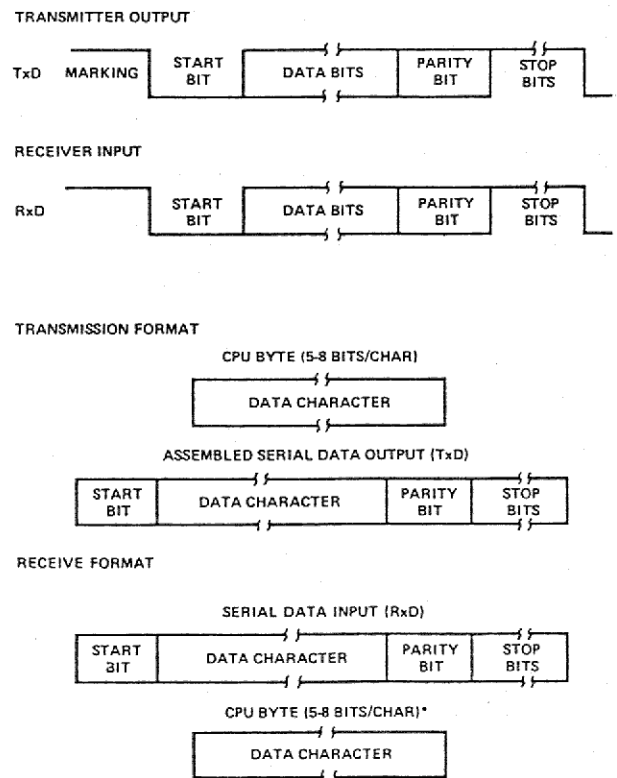 TRANSMITTER OUTPUT
TxD MARKING START BIT DATA BITS PARITY BIT STOP BITS
RECEIVER INPUT
RxD START BIT DATA BITS PARITY BIT STOP BITS
TRANSMISSION FORMAT
CPU BYTE (5-8 BITS/CHAR)
DATA CHARACTER
ASSEMBLED SERIAL DATA OUTPUT (TxD)
START BIT DATA CHARACTER PARITY BIT STOP BITS
RECEIVE FORMAT
SERIAL DATA INPUT (RxD)
START BIT DATA CHARACTER PARITY BIT STOP BITS
CPU BYTE (5-8 BITS/CHAR)*
DATA CHARACTER